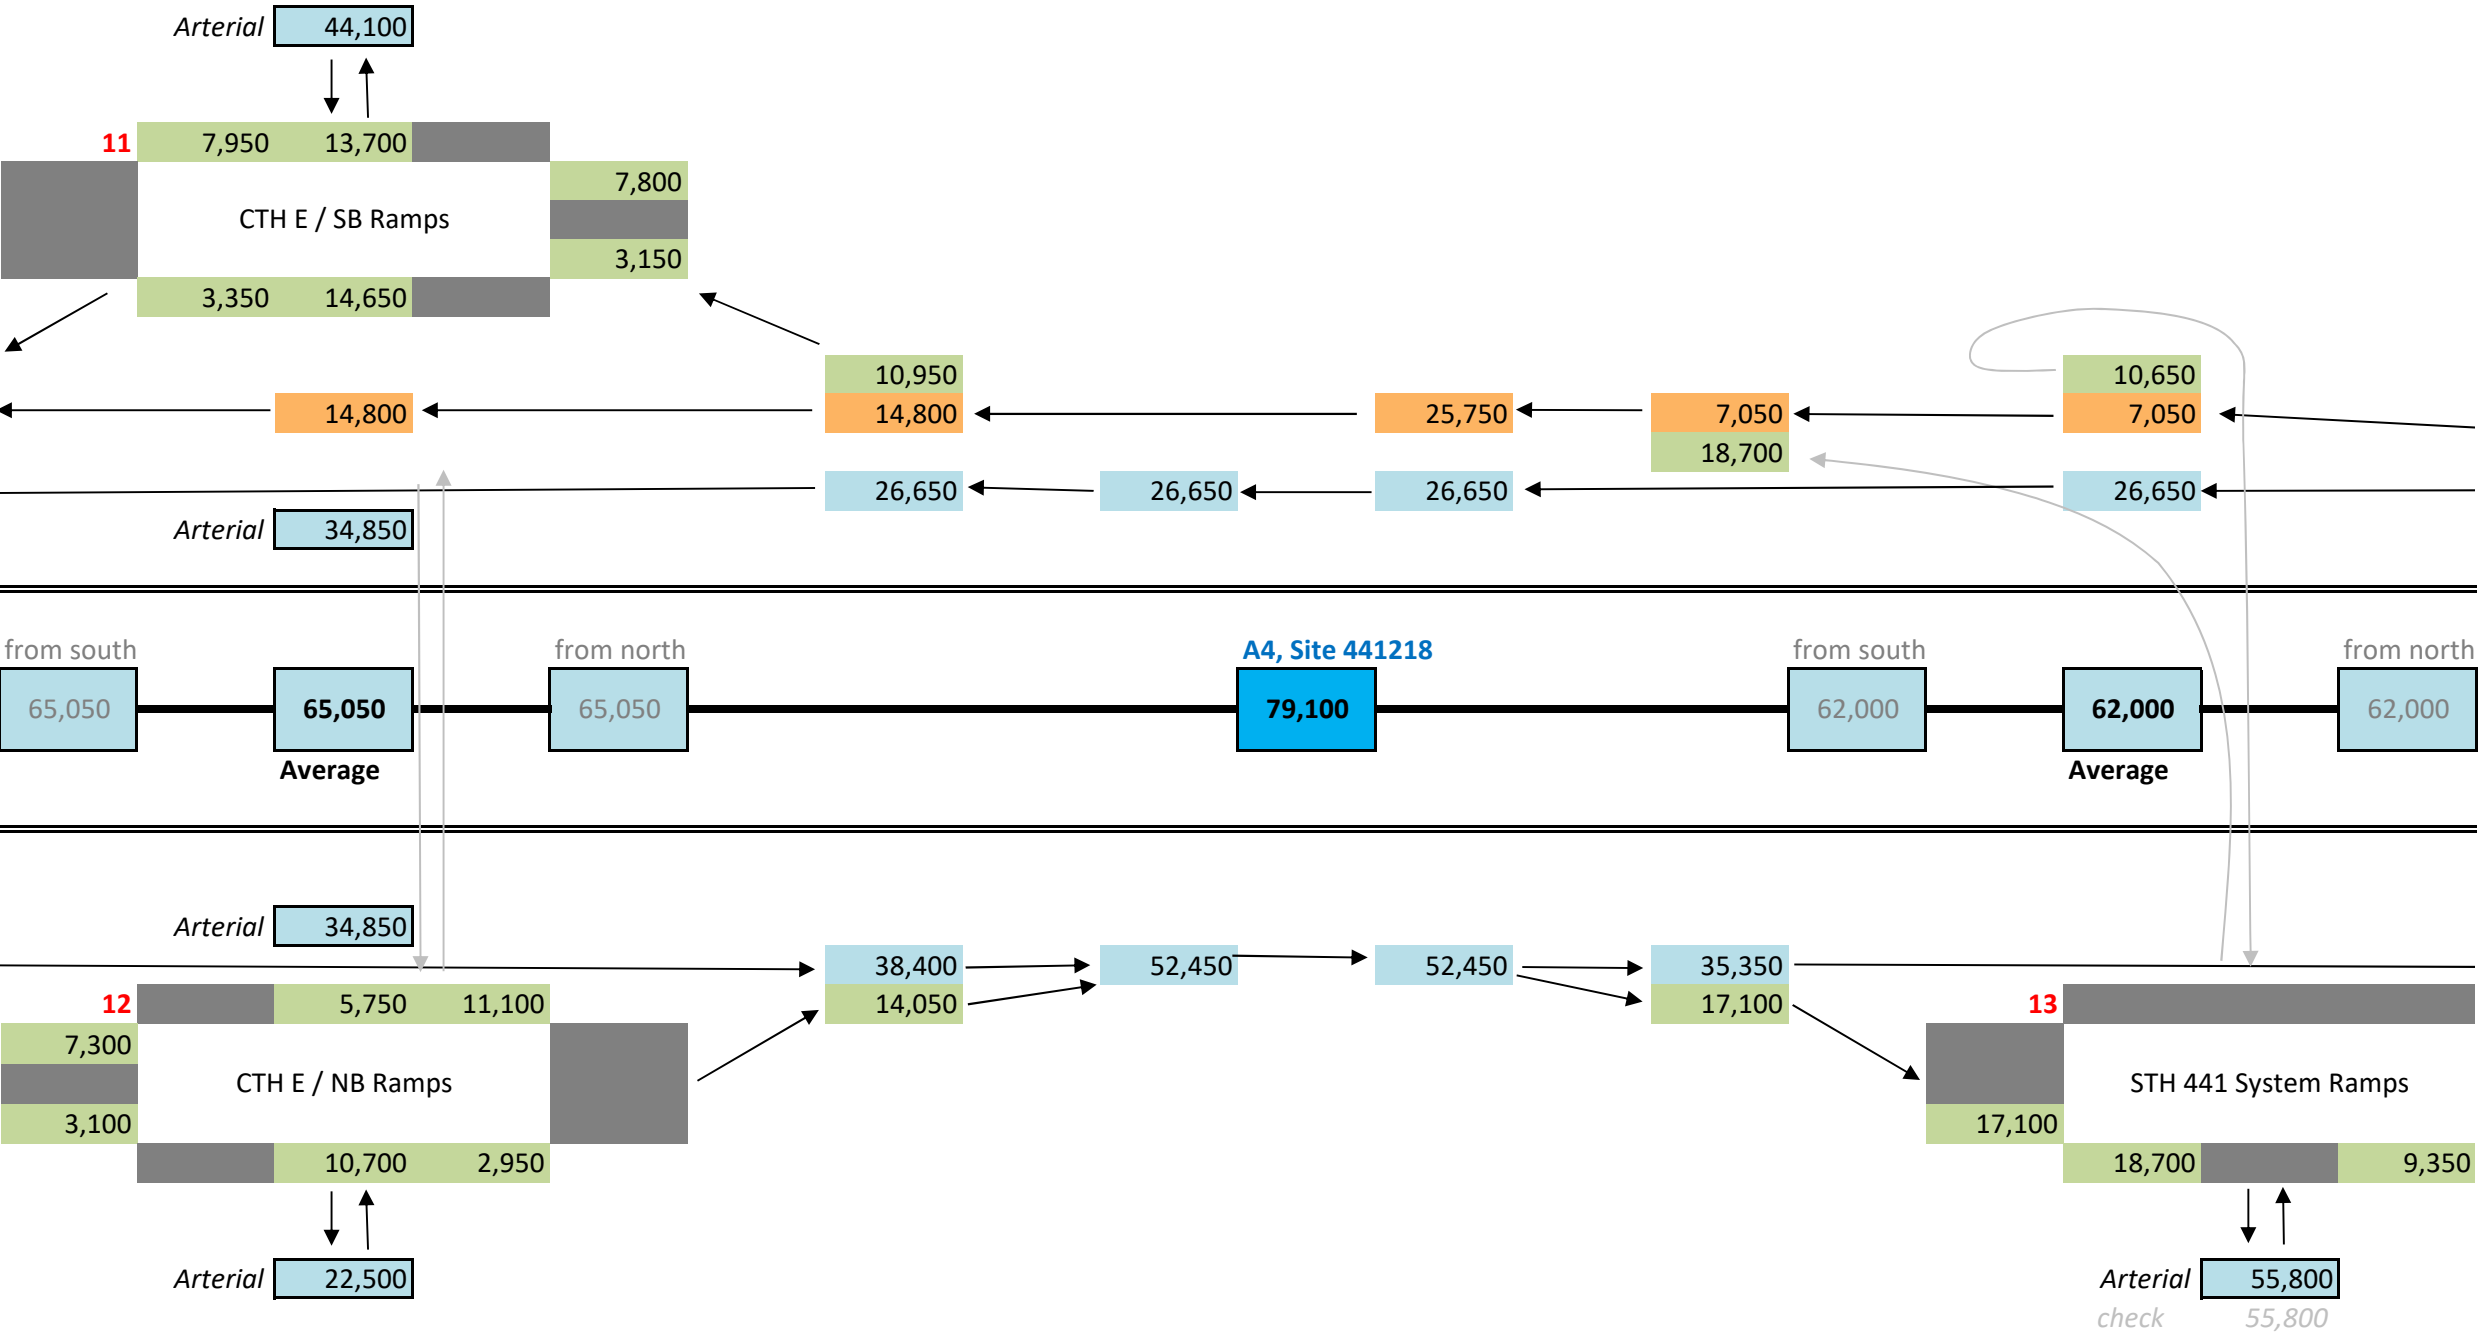 Arterial 44,100
11 7,950 13,700
7,800
CTH E / SB Ramps
3,150
3,350 14,650
10,950 10,650
14,800 14,800 25,750 7,050 7,050
18,700
26,650 26,650 26,650 26,650
Arterial 34,850
from south from north A4, Site 441218 from south from north
65,050 65,050 65,050 79,100 62,000 62,000 62,000
Average Average
Arterial 34,850
38,400 52,450 52,450 35,350
12 5,750 11,100 14,050 17,100 13
7,300
CTH E / NB Ramps STH 441 System Ramps
3,100 17,100
10,700 2,950 18,700 9,350
Arterial 22,500 Arterial 55,800
check 55,800